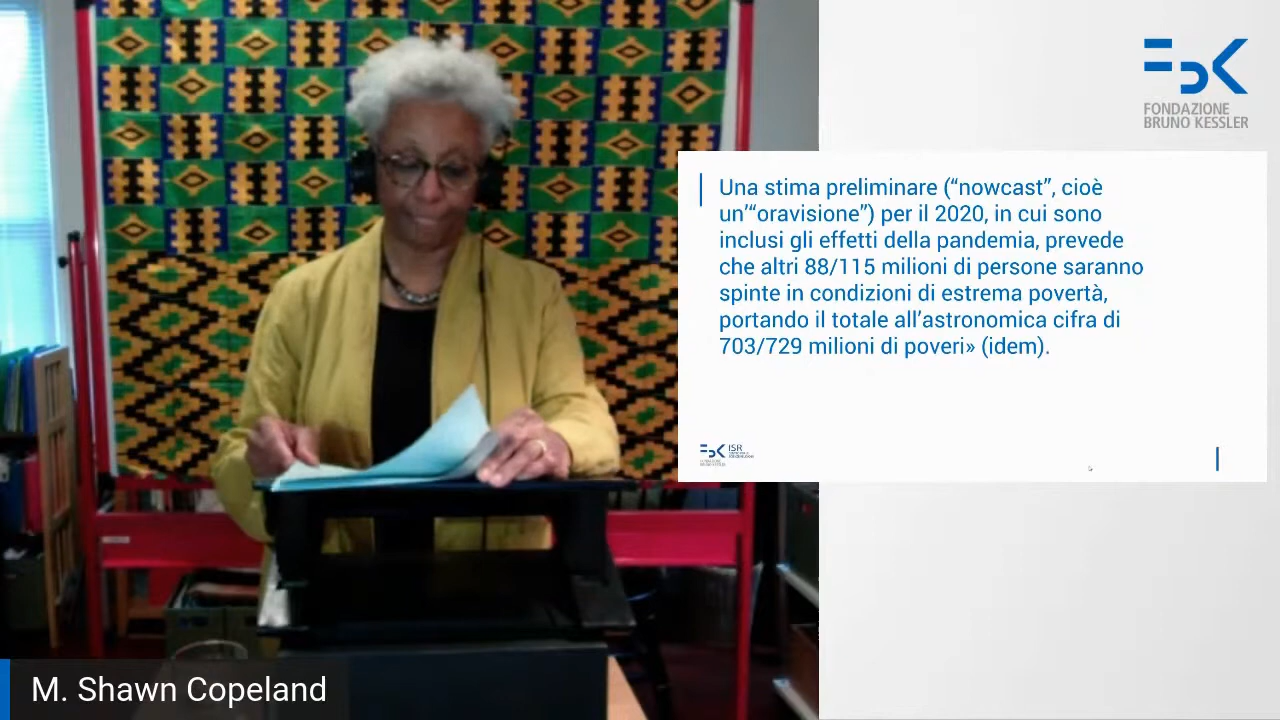 FONDAZIONE
BRUNO KESSLER
Una stima preliminare (“nowcast”, cioè
un’“oravisione”) per il 2020, in cui sono
inclusi gli effetti della pandemia, prevede
che altri 88/115 milioni di persone saranno
spinte in condizioni di estrema povertà,
portando il totale all’astronomica cifra di
703/729 milioni di poveri» (idem).
ISR
M. Shawn Copeland